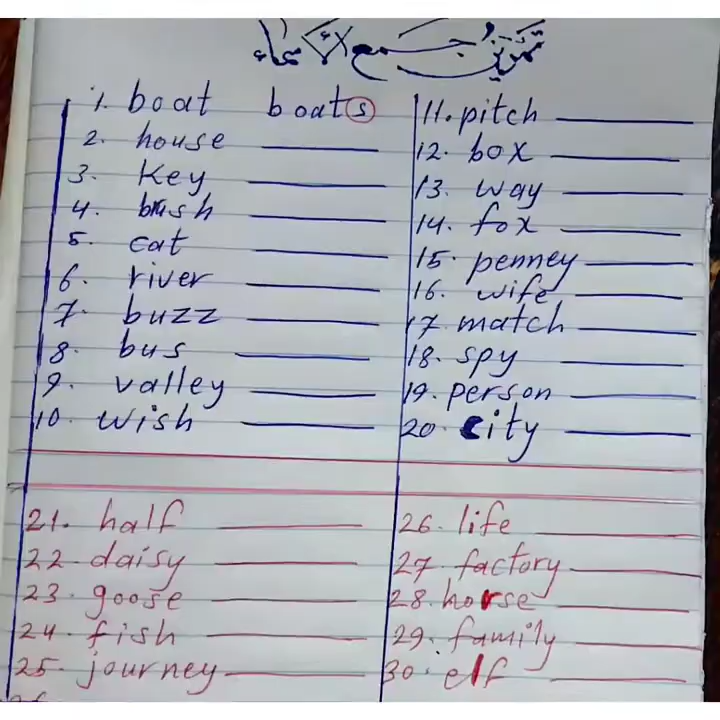 تمرين جمع الأسماء
1. boat boats
2. house
3. Key
4. brush
5. cat
6. river
7. buzz
8. bus
9. valley
10. wish
11. pitch
12. box
13. way
14. fox
15. penney
16. wife
17 match
18. spy
19. person
20. city
21. half
22. daisy
23. goose
24. fish
25. journey
26. life
27. factory
28. horse
29. family
30. elf